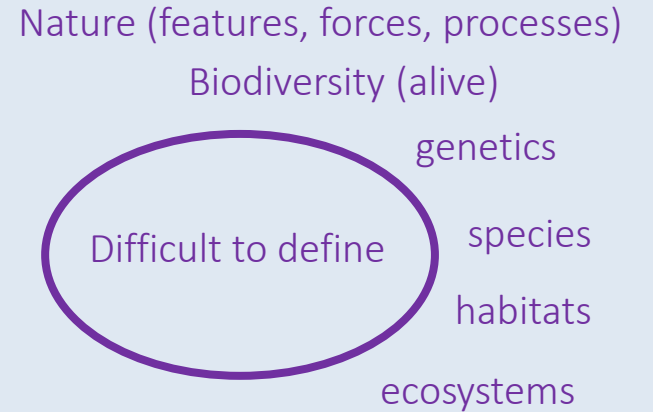 Nature (features, forces, processes)
Biodiversity (alive)
genetics
Difficult to define
species
habitats
ecosystems